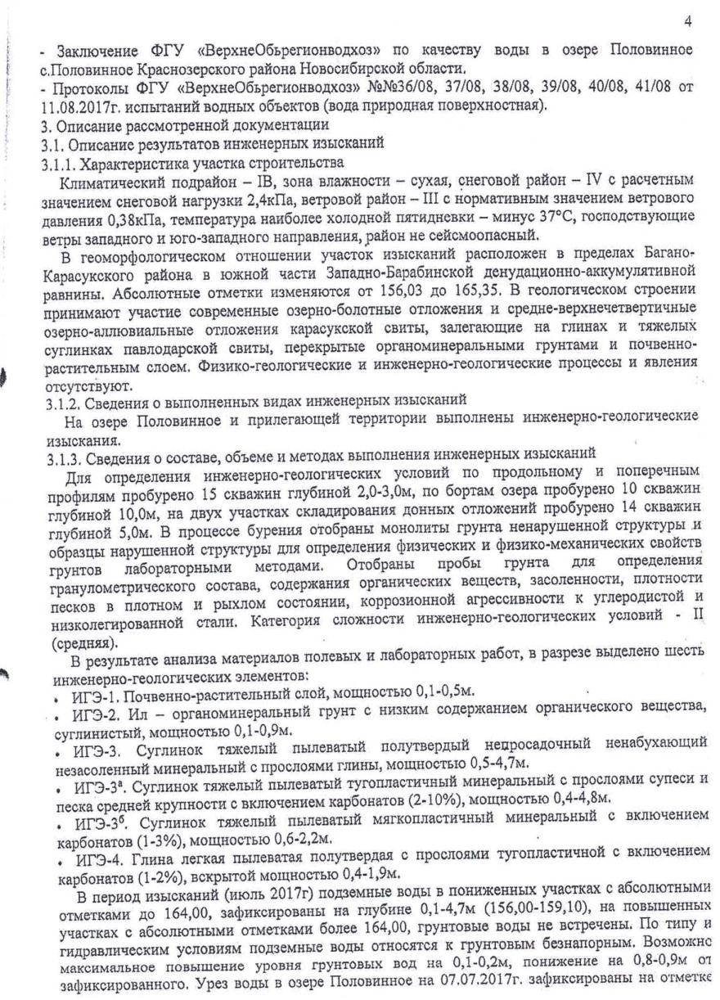 4
- Заключение ФГУ «ВерхнеОбьрегионводхоз» по качеству воды в озере Половинное
с.Половинное Краснозерского района Новосибирской области.
- Протоколы ФГУ «ВерхнеОбьрегионводхоз» №№36/08, 37/08, 38/08, 39/08, 40/08, 41/08 от
11.08.2017г. испытаний водных объектов (вода природная поверхностная).
3. Описание рассмотренной документации
3.1. Описание результатов инженерных изысканий
3.1.1. Характеристика участка строительства
Климатический подрайон – IВ, зона влажности – сухая, снеговой район – IV с расчетным
значением снеговой нагрузки 2,4кПа, ветровой район – III с нормативным значением ветрового
давления 0,38кПа, температура наиболее холодной пятидневки – минус 37°С, господствующие
ветры западного и юго-западного направления, район не сейсмоопасный.
В геоморфологическом отношении участок изысканий расположен в пределах Багано-
Карасукского района в южной части Западно-Барабинской денудационно-аккумулятивной
равнины. Абсолютные отметки изменяются от 156,03 до 165,35. В геологическом строении
принимают участие современные озерно-болотные отложения и средне-верхнечетвертичные
озерно-аллювиальные отложения карасукской свиты, залегающие на глинах и тяжелых
суглинках павлодарской свиты, перекрытые органоминеральными грунтами и почвенно-
растительным слоем. Физико-геологические и инженерно-геологические процессы и явления
отсутствуют.
3.1.2. Сведения о выполненных видах инженерных изысканий
На озере Половинное и прилегающей территории выполнены инженерно-геологические
изыскания.
3.1.3. Сведения о составе, объеме и методах выполнения инженерных изысканий
Для определения инженерно-геологических условий по продольному и поперечным
профилям пробурено 15 скважин глубиной 2,0-3,0м, по бортам озера пробурено 10 скважин
глубиной 10,0м, на двух участках складирования донных отложений пробурено 14 скважин
глубиной 5,0м. В процессе бурения отобраны монолиты грунта ненарушенной структуры и
образцы нарушенной структуры для определения физических и физико-механических свойств
грунтов лабораторными методами. Отобраны пробы грунта для определения
гранулометрического состава, содержания органических веществ, засоленности, плотности
песков в плотном и рыхлом состоянии, коррозионной агрессивности к углеродистой и
низколегированной стали. Категория сложности инженерно-геологических условий - II
(средняя).
В результате анализа материалов полевых и лабораторных работ, в разрезе выделено шесть
инженерно-геологических элементов:
• ИГЭ-1. Почвенно-растительный слой, мощностью 0,1-0,5м.
• ИГЭ-2. Ил – органоминеральный грунт с низким содержанием органического вещества,
суглинистый, мощностью 0,1-0,9м.
• ИГЭ-3. Суглинок тяжелый пылеватый полутвердый непросадочный ненабухающий
незасоленный минеральный с прослоями глины, мощностью 0,5-4,7м.
• ИГЭ-3ª. Суглинок тяжелый пылеватый тугопластичный минеральный с прослоями супеси и
песка средней крупности с включением карбонатов (2-10%), мощностью 0,4-4,8м.
• ИГЭ-3б. Суглинок тяжелый пылеватый мягкопластичный минеральный с включением
карбонатов (1-3%), мощностью 0,6-2,2м.
• ИГЭ-4. Глина легкая пылеватая полутвердая с прослоями тугопластичной с включением
карбонатов (1-2%), вскрытой мощностью 0,4-1,9м.
В период изысканий (июль 2017г) подземные воды в пониженных участках с абсолютными
отметками до 164,00, зафиксированы на глубине 0,1-4,7м (156,00-159,10), на повышенных
участках с абсолютными отметками более 164,00, грунтовые воды не встречены. По типу и
гидравлическим условиям подземные воды относятся к грунтовым безнапорным. Возможно
максимальное повышение уровня грунтовых вод на 0,1-0,2м, понижение на 0,8-0,9м от
зафиксированного. Урез воды в озере Половинное на 07.07.2017г. зафиксированы на отметке